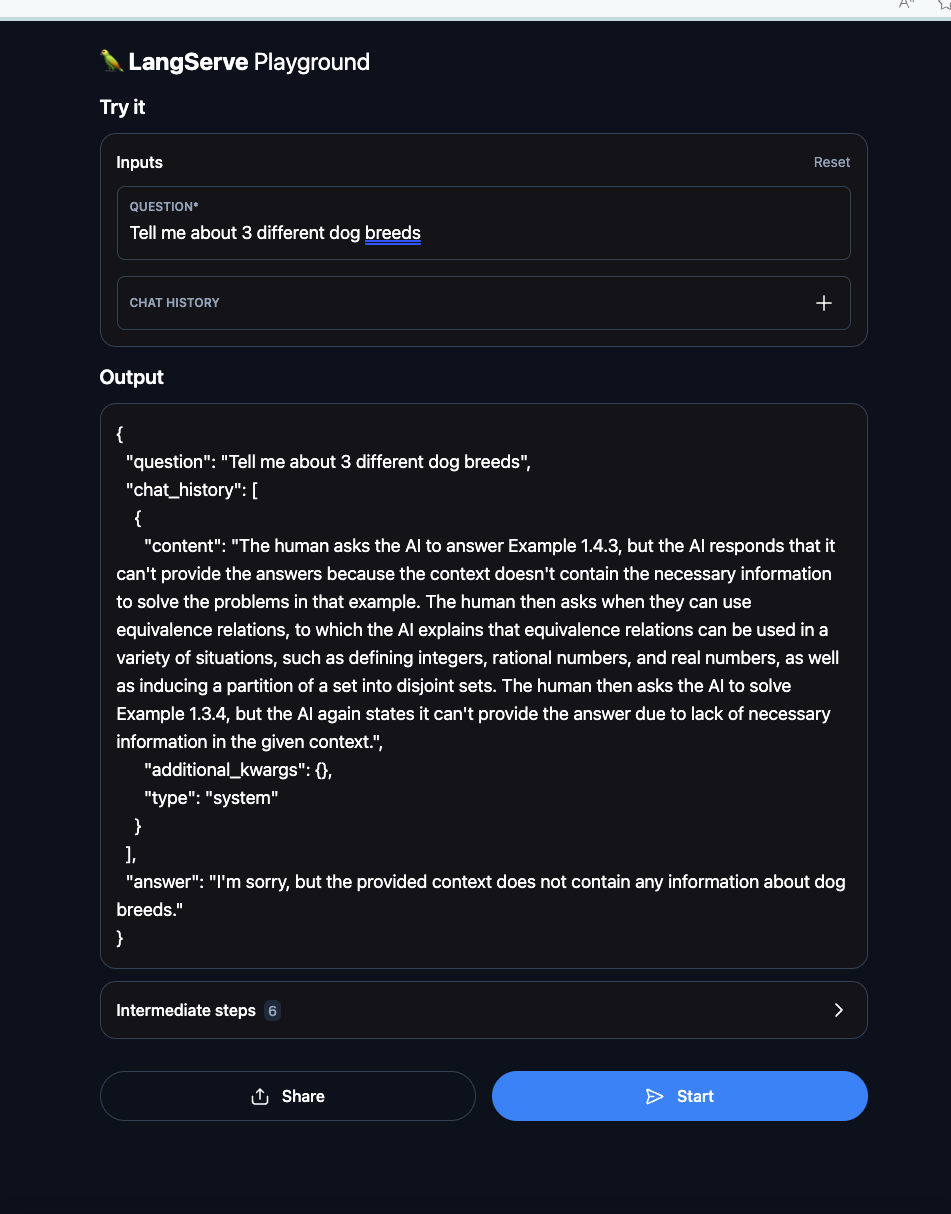 🦜 LangServe Playground
Try it
Inputs
Reset
QUESTION*
Tell me about 3 different dog breeds
CHAT HISTORY
Output
{
"question": "Tell me about 3 different dog breeds",
"chat_history": [
{
"content": "The human asks the AI to answer Example 1.4.3, but the AI responds that it
can't provide the answers because the context doesn't contain the necessary information
to solve the problems in that example. The human then asks when they can use
equivalence relations, to which the AI explains that equivalence relations can be used in a
variety of situations, such as defining integers, rational numbers, and real numbers, as well
as inducing a partition of a set into disjoint sets. The human then asks the AI to solve
Example 1.3.4, but the AI again states it can't provide the answer due to lack of necessary
information in the given context.",
"additional_kwargs": {},
"type": "system"
}
],
"answer": "I'm sorry, but the provided context does not contain any information about dog
breeds."
}
Intermediate steps 6
Share
Start